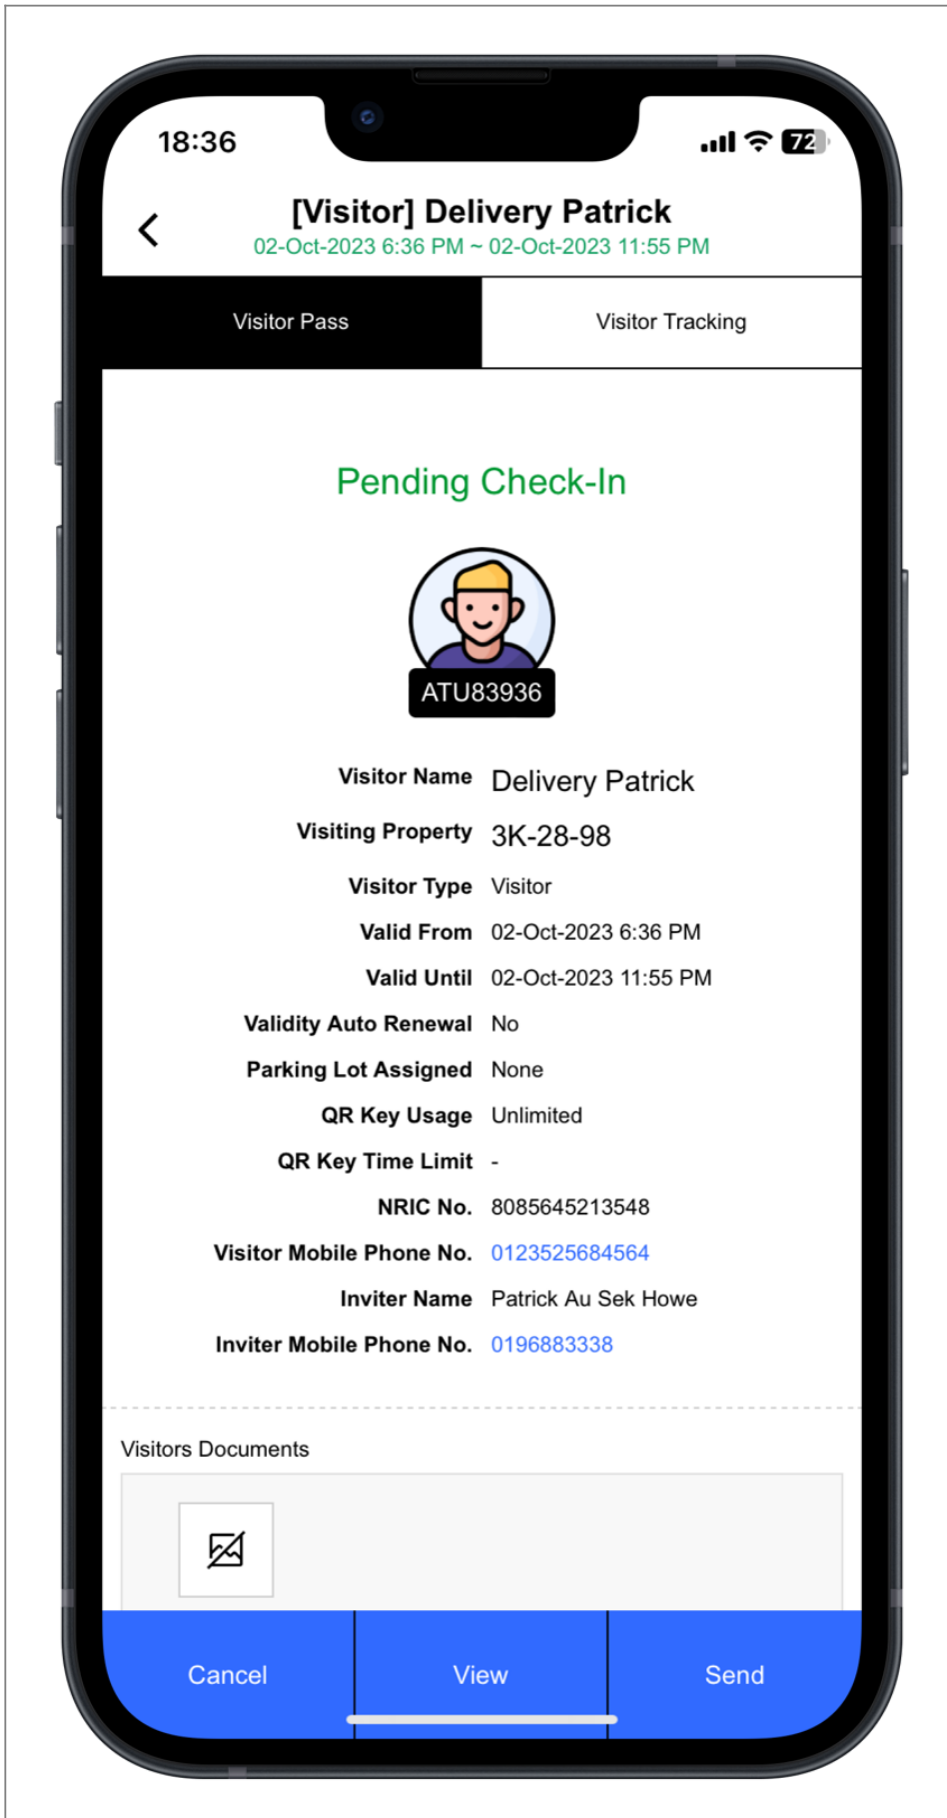 18:36
72
[Visitor] Delivery Patrick
02-Oct-2023 6:36 PM ~ 02-Oct-2023 11:55 PM
Visitor Pass
Visitor Tracking
Pending Check-In
ATU83936
Visitor Name Delivery Patrick
Visiting Property 3K-28-98
Visitor Type Visitor
Valid From 02-Oct-2023 6:36 PM
Valid Until 02-Oct-2023 11:55 PM
Validity Auto Renewal No
Parking Lot Assigned None
QR Key Usage Unlimited
QR Key Time Limit -
NRIC No. 8085645213548
Visitor Mobile Phone No. 0123525684564
Inviter Name Patrick Au Sek Howe
Inviter Mobile Phone No. 0196883338
Visitors Documents
Cancel
View
Send